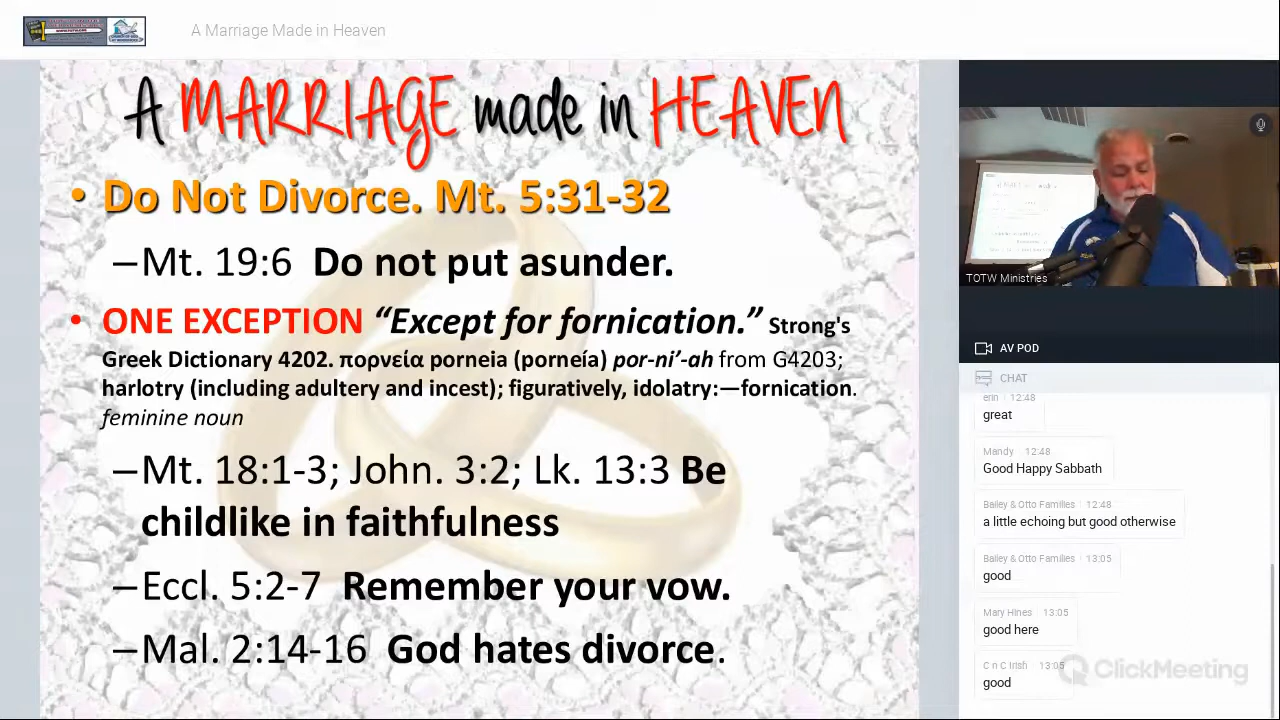 A Marriage Made in Heaven
A MARRIAGE made in HEAVEN
• Do Not Divorce. Mt. 5:31-32
–Mt. 19:6 Do not put asunder.
• ONE EXCEPTION “Except for fornication.” Strong's
Greek Dictionary 4202. πορνεία porneia (porneía) por-ni’-ah from G4203;
harlotry (including adultery and incest); figuratively, idolatry:—fornication.
feminine noun
–Mt. 18:1-3; John. 3:2; Lk. 13:3 Be
childlike in faithfulness
–Eccl. 5:2-7 Remember your vow.
–Mal. 2:14-16 God hates divorce.
TOTW Ministries
AV POD
CHAT
erin 12:48
great
Mandy 12:48
Good Happy Sabbath
Bailey & Otto Families 12:48
a little echoing but good otherwise
Bailey & Otto Families 13:05
good
Mary Hines 13:05
good here
C n C Irish 13:05
good
ClickMeeting